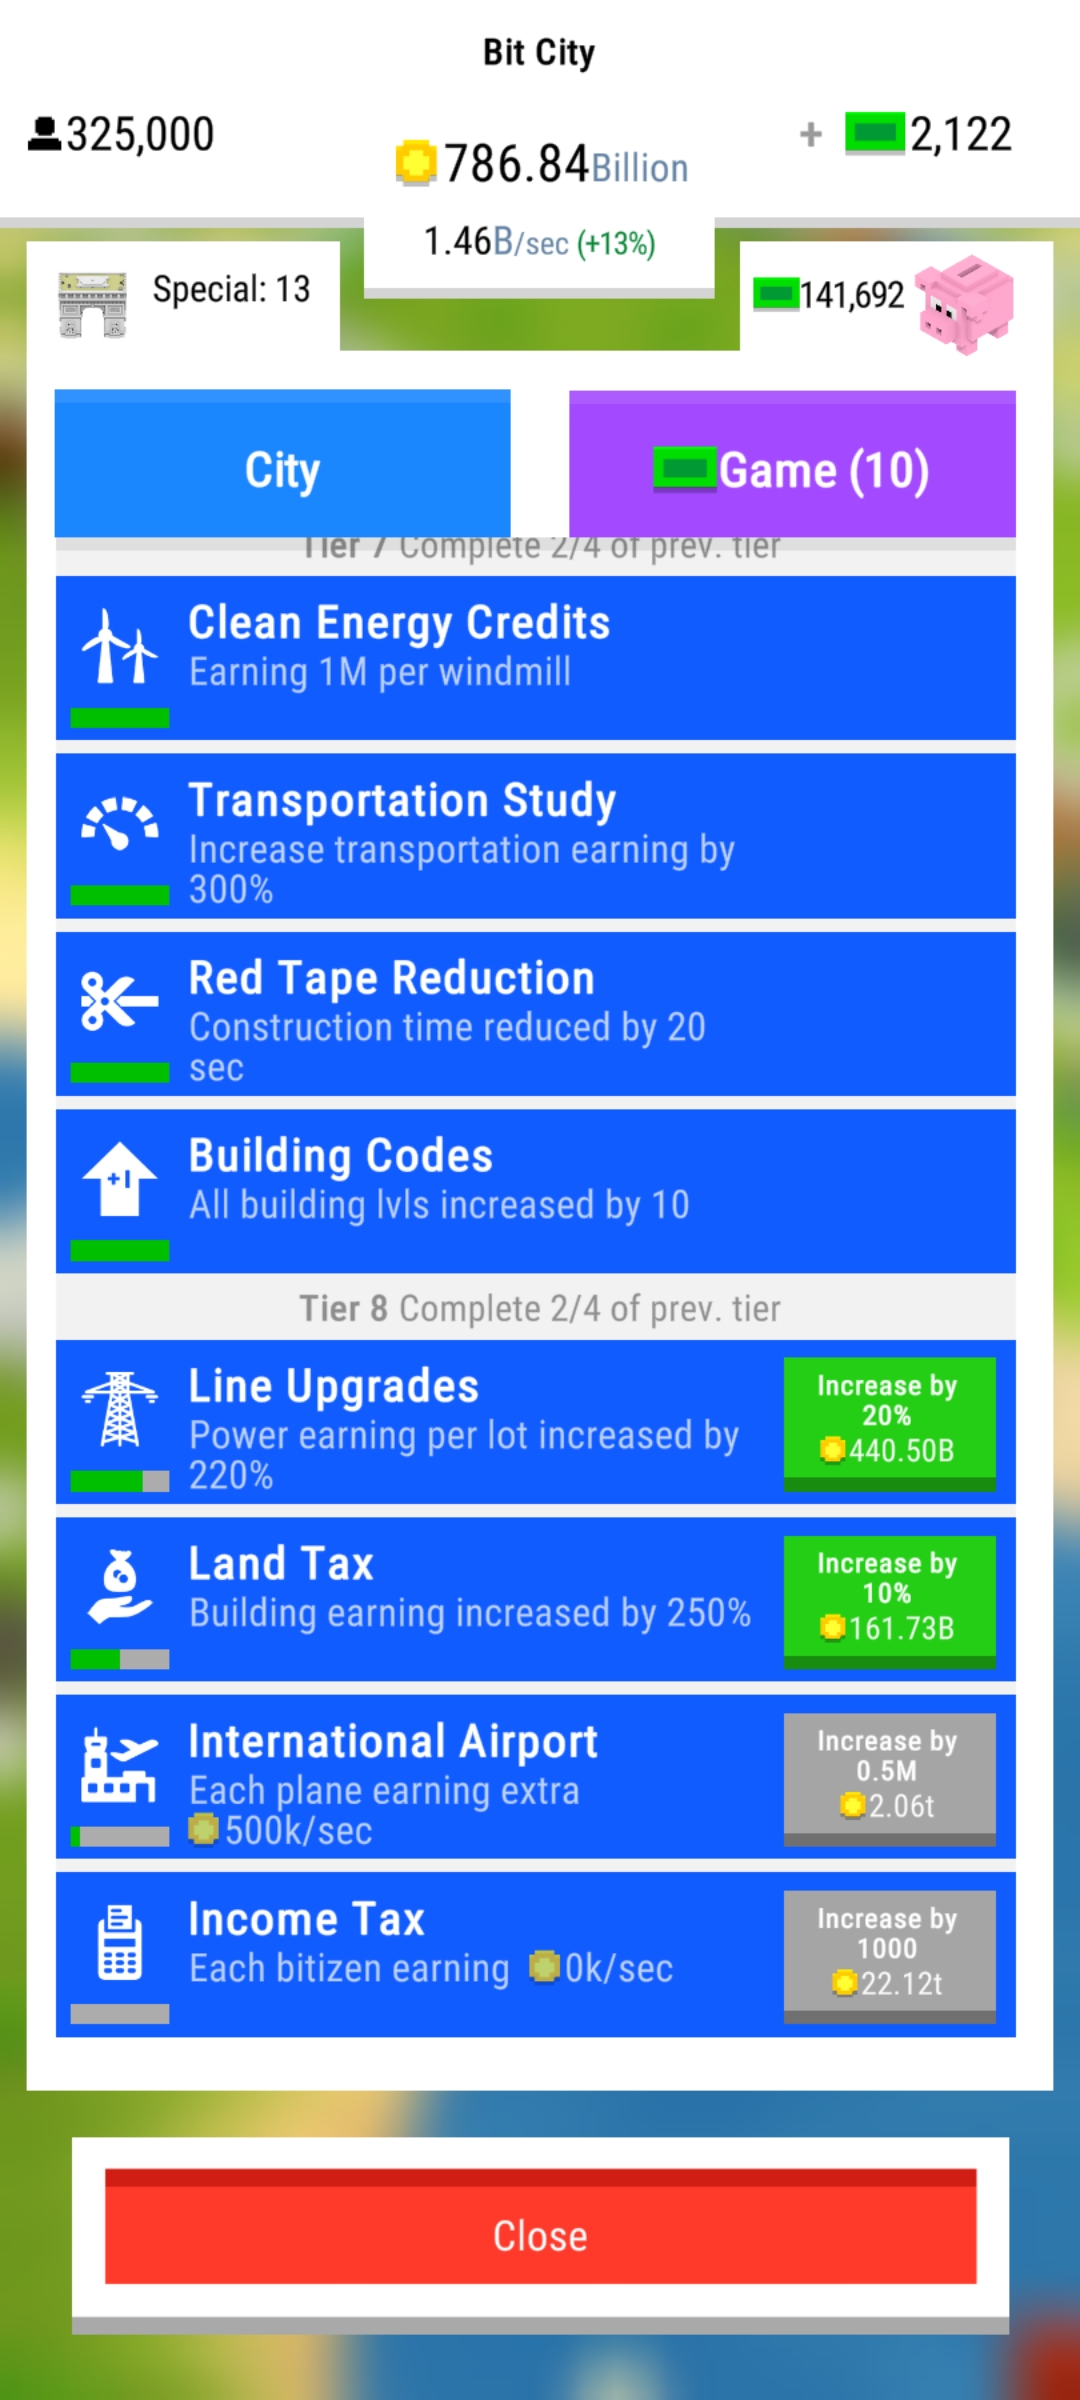 Bit City
325,000
786.84Billion
+ 2,122
1.46B/sec (+13%)
Special: 13
141,692
City
Game (10)
Tier 7 Complete 2/4 of prev. tier
Clean Energy Credits
Earning 1M per windmill
Transportation Study
Increase transportation earning by
300%
Red Tape Reduction
Construction time reduced by 20
sec
+1
Building Codes
All building lvls increased by 10
Tier 8 Complete 2/4 of prev. tier
Line Upgrades
Power earning per lot increased by
220%
Increase by
20%
440.50B
Land Tax
Building earning increased by 250%
Increase by
10%
161.73B
International Airport
Each plane earning extra
500k/sec
Increase by
0.5M
2.06t
Income Tax
Each bitizen earning 0k/sec
Increase by
1000
22.12t
Close